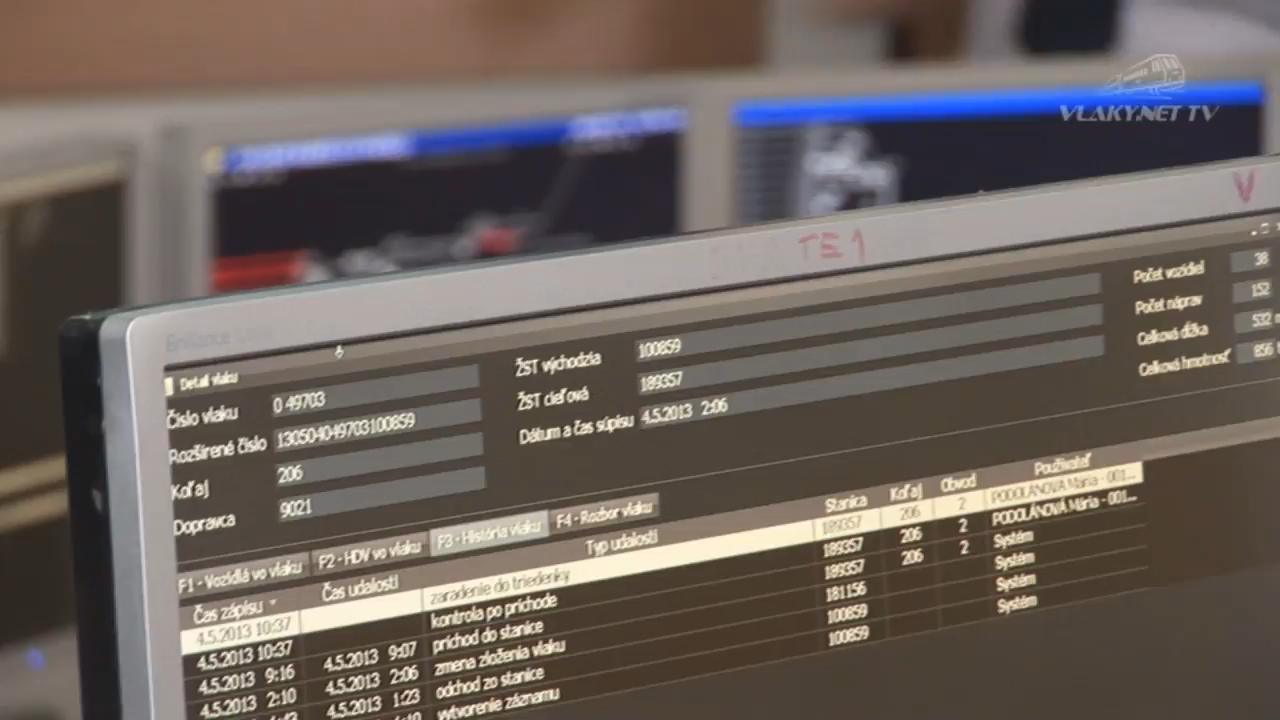 VLAKY.NET TV
V
TE1
Brilliance
Detail vlaku
Číslo vlaku 0 49703
Rozšírené číslo 130504049703100859
Koľaj 206
Dopravca 9021
ŽST východzia 100859
ŽST cieľová 189357
Dátum a čas súpisu 4.5.2013 2:06
Počet vozidiel 38
Počet náprav 152
Celková dĺžka 532
Celková hmotnosť 856 t
F1 - Vozidlá vo vlaku F2 - HDV vo vlaku F3 - História vlaku F4 - Rozbor vlaku
Čas zápisu Čas udalosti Typ udalosti Stanica Koľaj Obvod Používateľ
4.5.2013 10:37 zaradenie do triedenky 189357 206 2 PODOLÁNOVÁ Mária - 001...
4.5.2013 10:37 kontrola po príchode 189357 206 2 PODOLÁNOVÁ Mária - 001...
4.5.2013 9:16 4.5.2013 9:07 príchod do stanice 189357 206 2 Systém
4.5.2013 2:10 4.5.2013 2:06 zmena zloženia vlaku 181156 Systém
4.5.2013 1:23 odchod zo stanice 100859 Systém
vytvorenie záznamu 100859 Systém